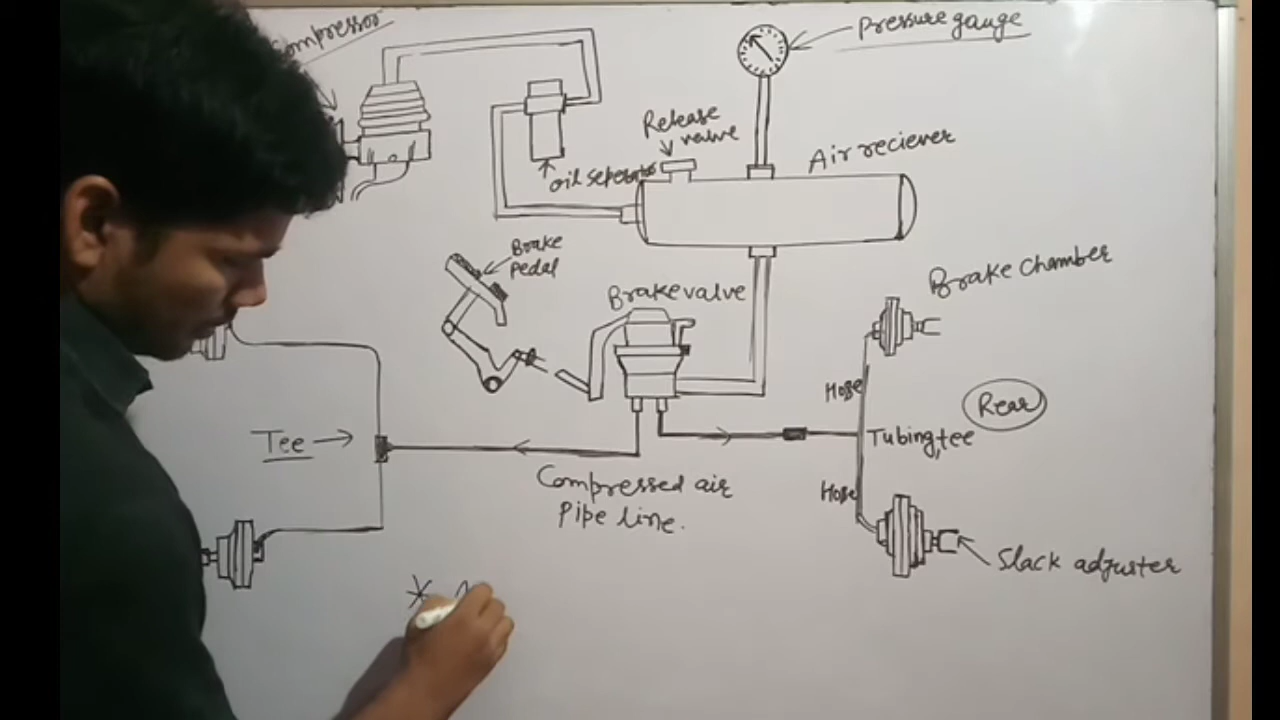 Compressor
Pressure gauge
Release
valve
Air reciever
oil seperator
Brake
Pedal
Brake chamber
Brakevalve
Hose
Rear
Tee
Tubing,tee
Compressed air
Pipe line.
Hose
Slack adjuster
*